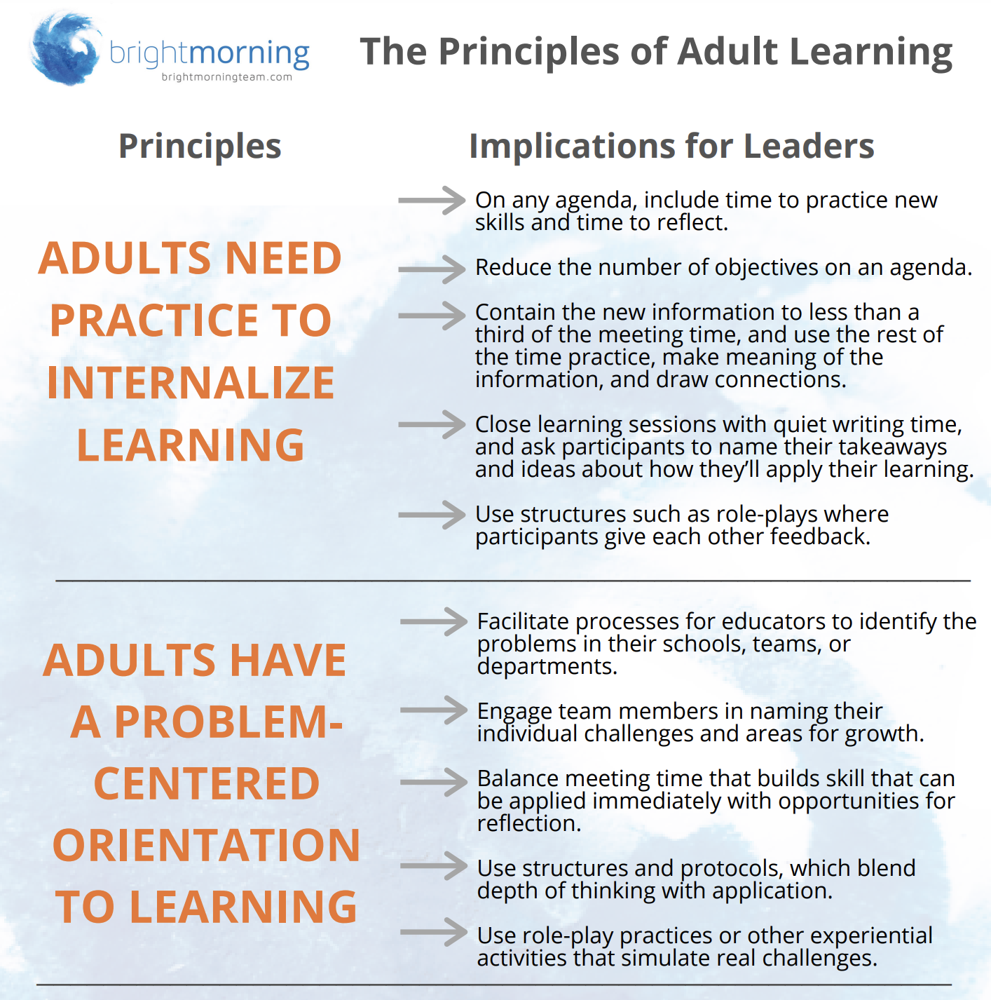 brightmorning
brightmorningteam.com
The Principles of Adult Learning
Principles
Implications for Leaders
ADULTS NEED
PRACTICE TO
INTERNALIZE
LEARNING
On any agenda, include time to practice new
skills and time to reflect.
Reduce the number of objectives on an agenda.
Contain the new information to less than a
third of the meeting time, and use the rest of
the time practice, make meaning of the
information, and draw connections.
Close learning sessions with quiet writing time,
and ask participants to name their takeaways
and ideas about how they’ll apply their learning.
Use structures such as role-plays where
participants give each other feedback.
ADULTS HAVE
A PROBLEM-
CENTERED
ORIENTATION
TO LEARNING
Facilitate processes for educators to identify the
problems in their schools, teams, or
departments.
Engage team members in naming their
individual challenges and areas for growth.
Balance meeting time that builds skill that can
be applied immediately with opportunities for
reflection.
Use structures and protocols, which blend
depth of thinking with application.
Use role-play practices or other experiential
activities that simulate real challenges.